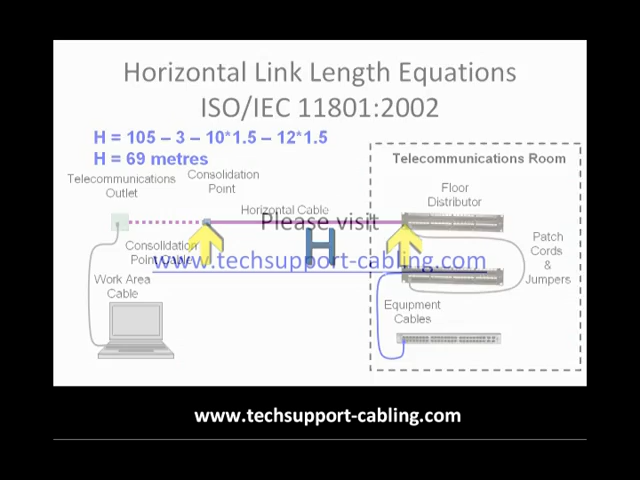 Horizontal Link Length Equations
ISO/IEC 11801:2002
H = 105 – 3 – 10*1.5 – 12*1.5
H = 69 metres
Telecommunications Room
Telecommunications
Outlet
Consolidation
Point
Floor
Distributor
Horizontal Cable
Please visit
H
Patch
Cords
&
Jumpers
Consolidation
Point Cable
www.techsupport-cabling.com
Work Area
Cable
Equipment
Cables
www.techsupport-cabling.com